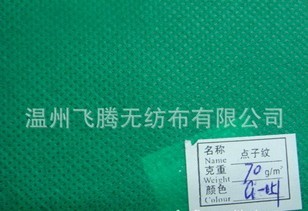 温州飞腾无纺布有限公司
名称 点子纹
Name
克重 70 g/m²
Weight
颜色
Colour